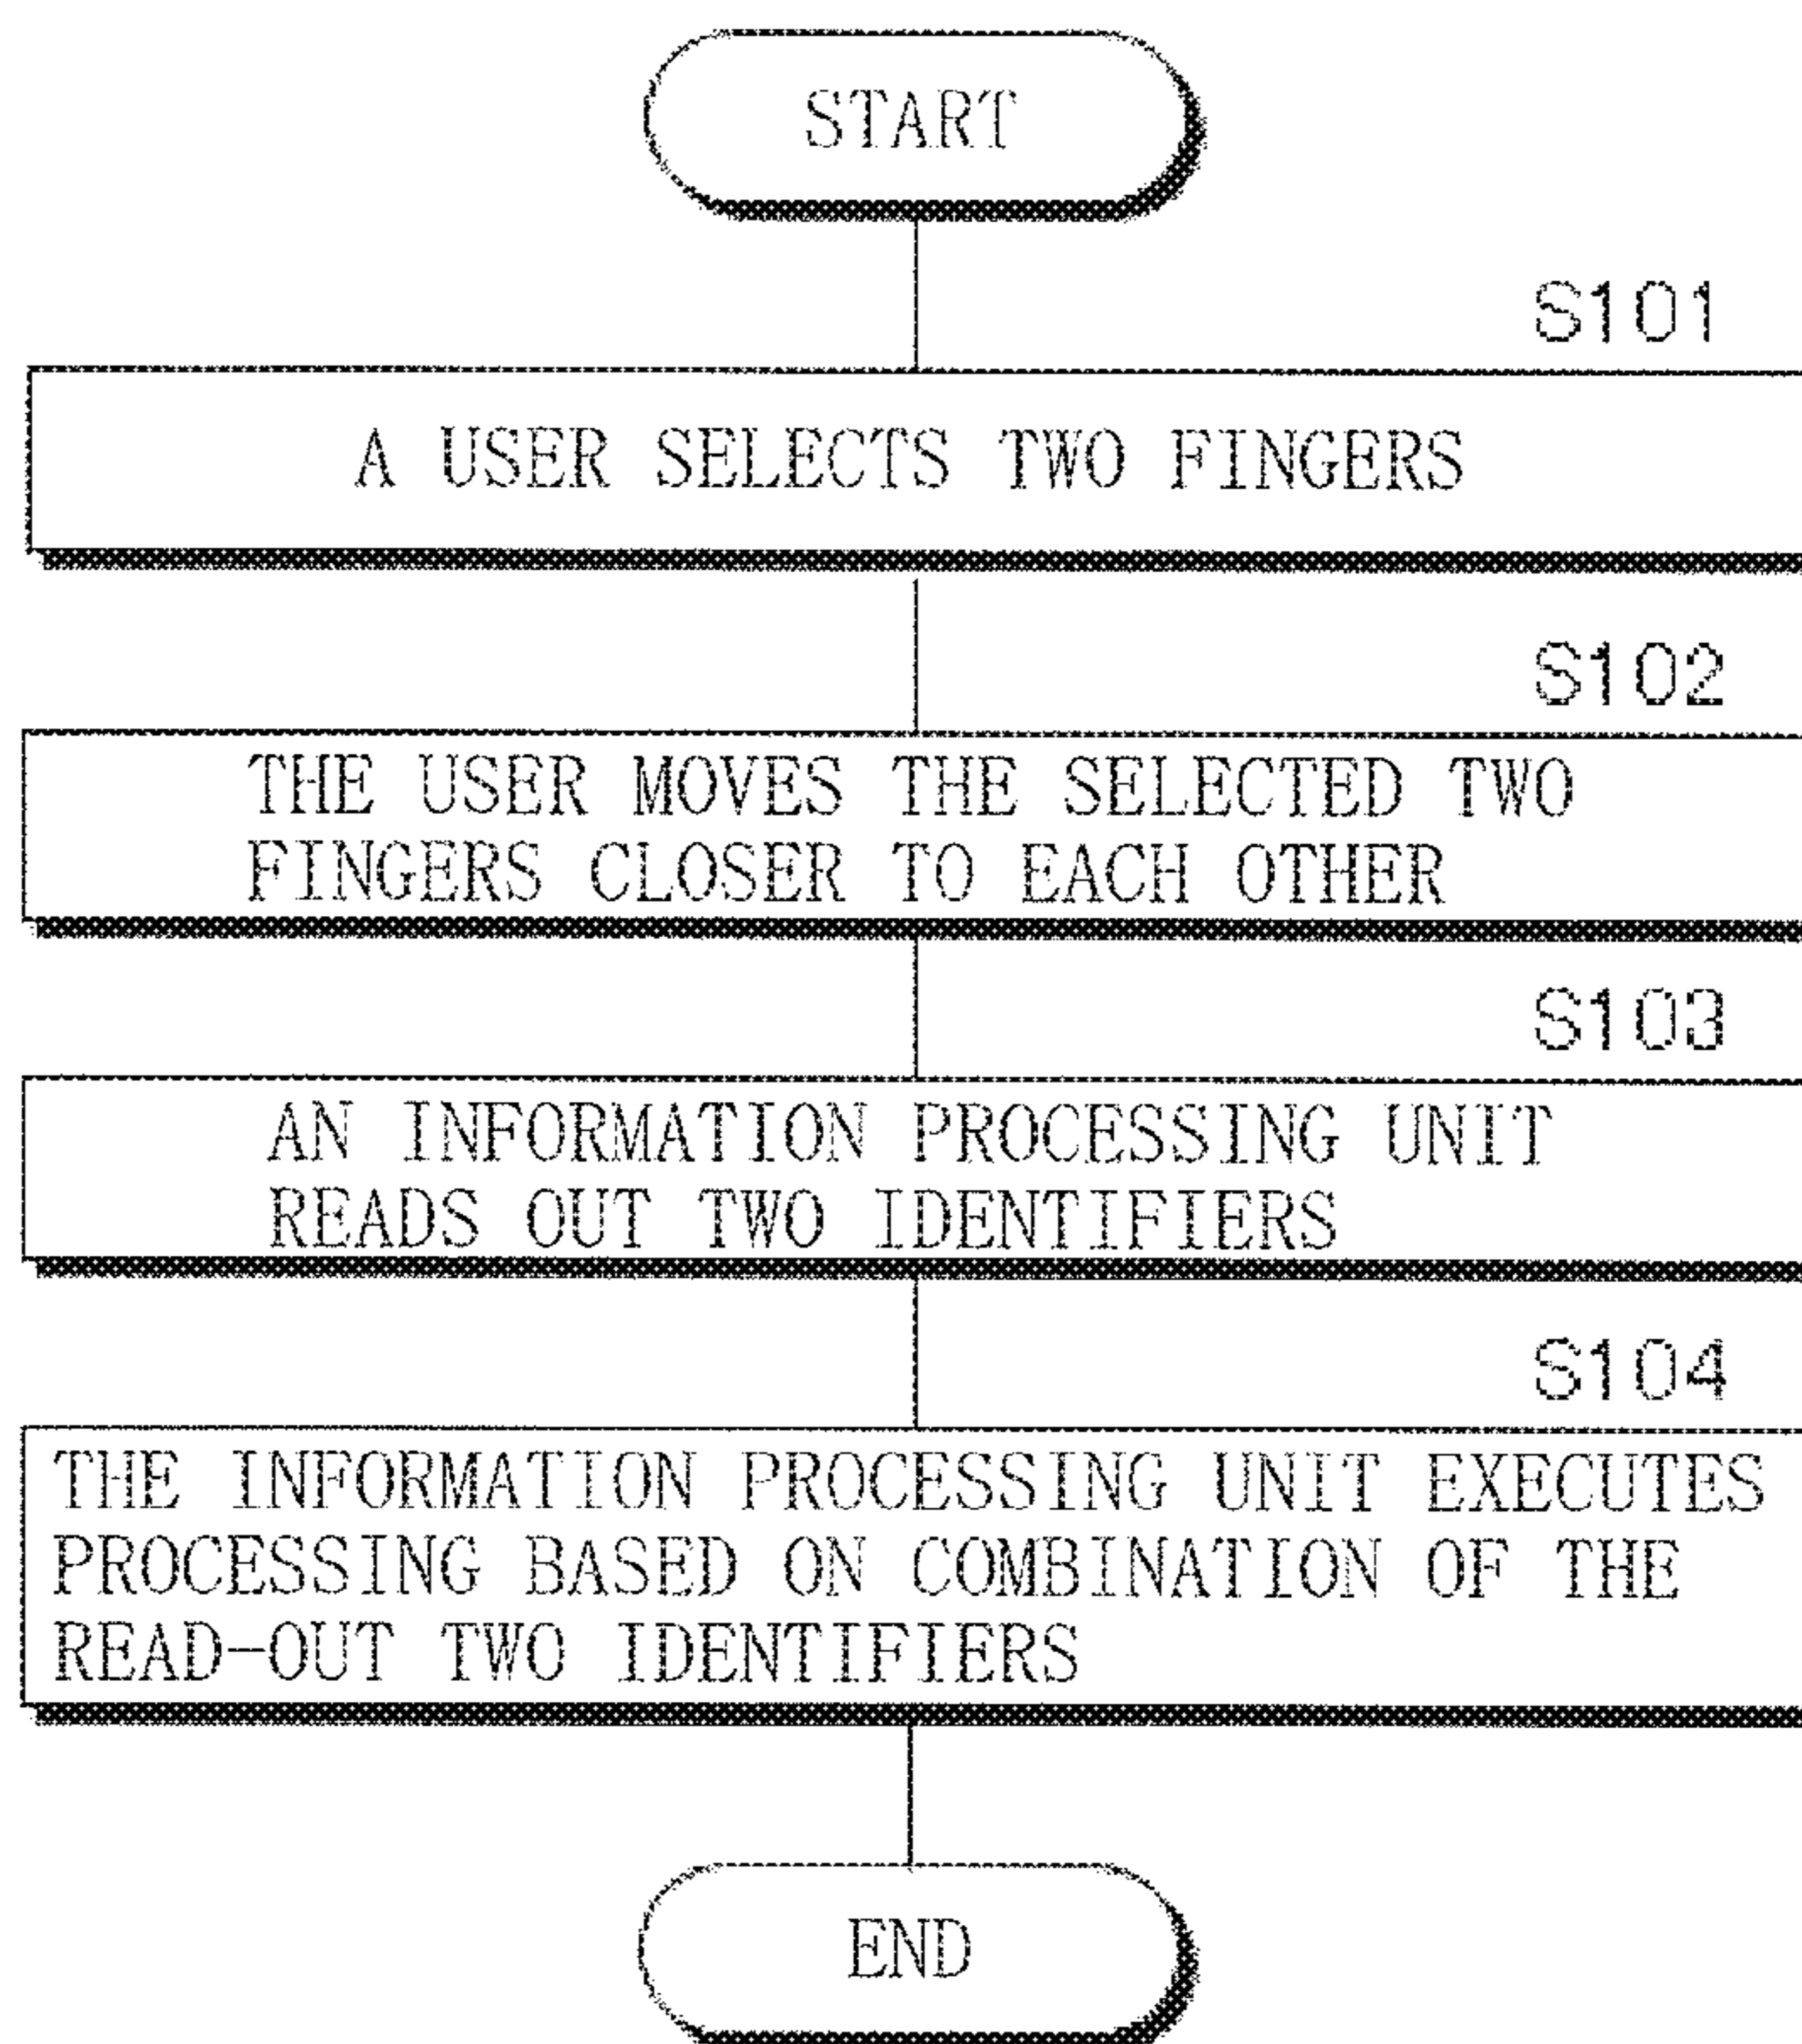 START
S101
A USER SELECTS TWO FINGERS
S102
THE USER MOVES THE SELECTED TWO
FINGERS CLOSER TO EACH OTHER
S103
AN INFORMATION PROCESSING UNIT
READS OUT TWO IDENTIFIERS
S104
THE INFORMATION PROCESSING UNIT EXECUTES
PROCESSING BASED ON COMBINATION OF THE
READ-OUT TWO IDENTIFIERS
END